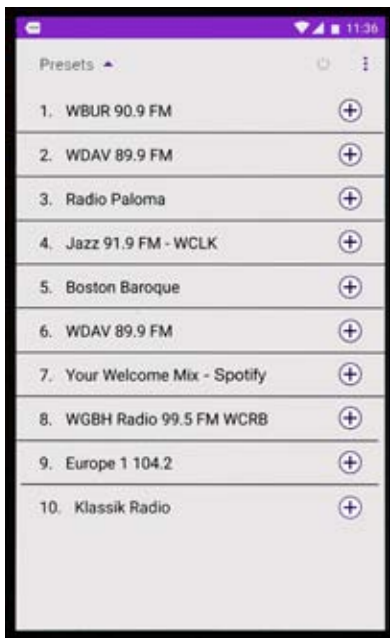 11:36
Presets
1. WBUR 90.9 FM
2. WDAV 89.9 FM
3. Radio Paloma
4. Jazz 91.9 FM - WCLK
5. Boston Baroque
6. WDAV 89.9 FM
7. Your Welcome Mix - Spotify
8. WGBH Radio 99.5 FM WCRB
9. Europe 1 104.2
10. Klassik Radio